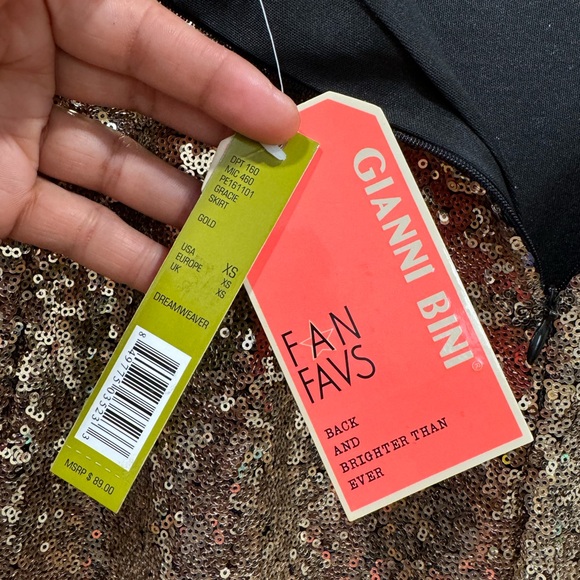 DPT 160
MIC 460
PE161101
GRACIE
SKIRT
GOLD
USA XS
EUROPE XS
UK XS
DREAMWEAVER
MSRP $ 89.00
GIANNI BINI®
FAN
FAVS
BACK
AND
BRIGHTER THAN
EVER